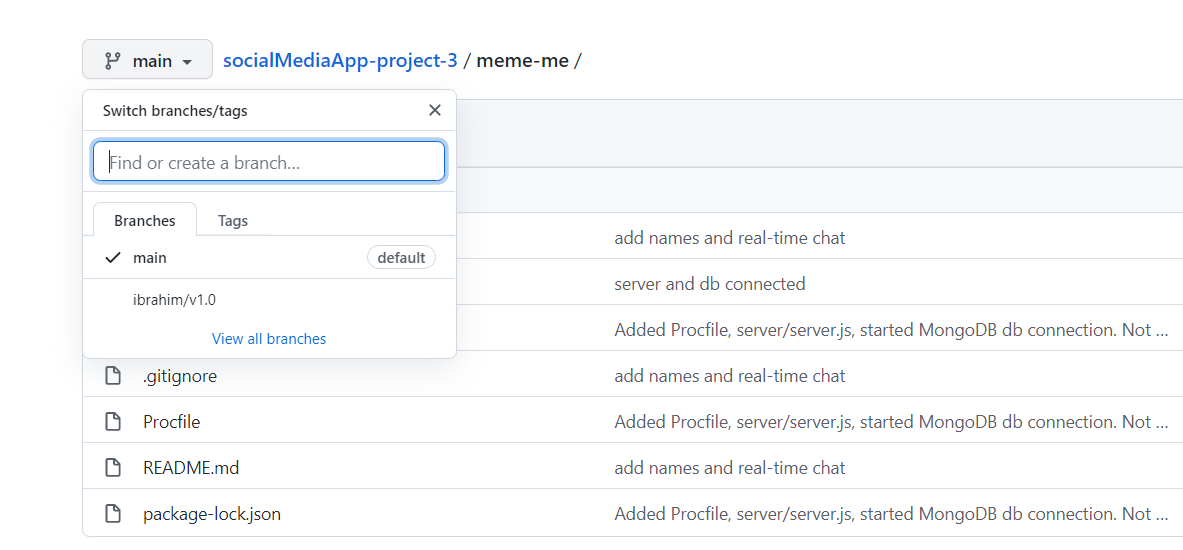 main
socialMediaApp-project-3 / meme-me /
Switch branches/tags
Find or create a branch...
Branches Tags
main default
ibrahim/v1.0
View all branches
add names and real-time chat
server and db connected
Added Procfile, server/server.js, started MongoDB db connection. Not ...
.gitignore add names and real-time chat
Procfile Added Procfile, server/server.js, started MongoDB db connection. Not ...
README.md add names and real-time chat
package-lock.json Added Procfile, server/server.js, started MongoDB db connection. Not ...